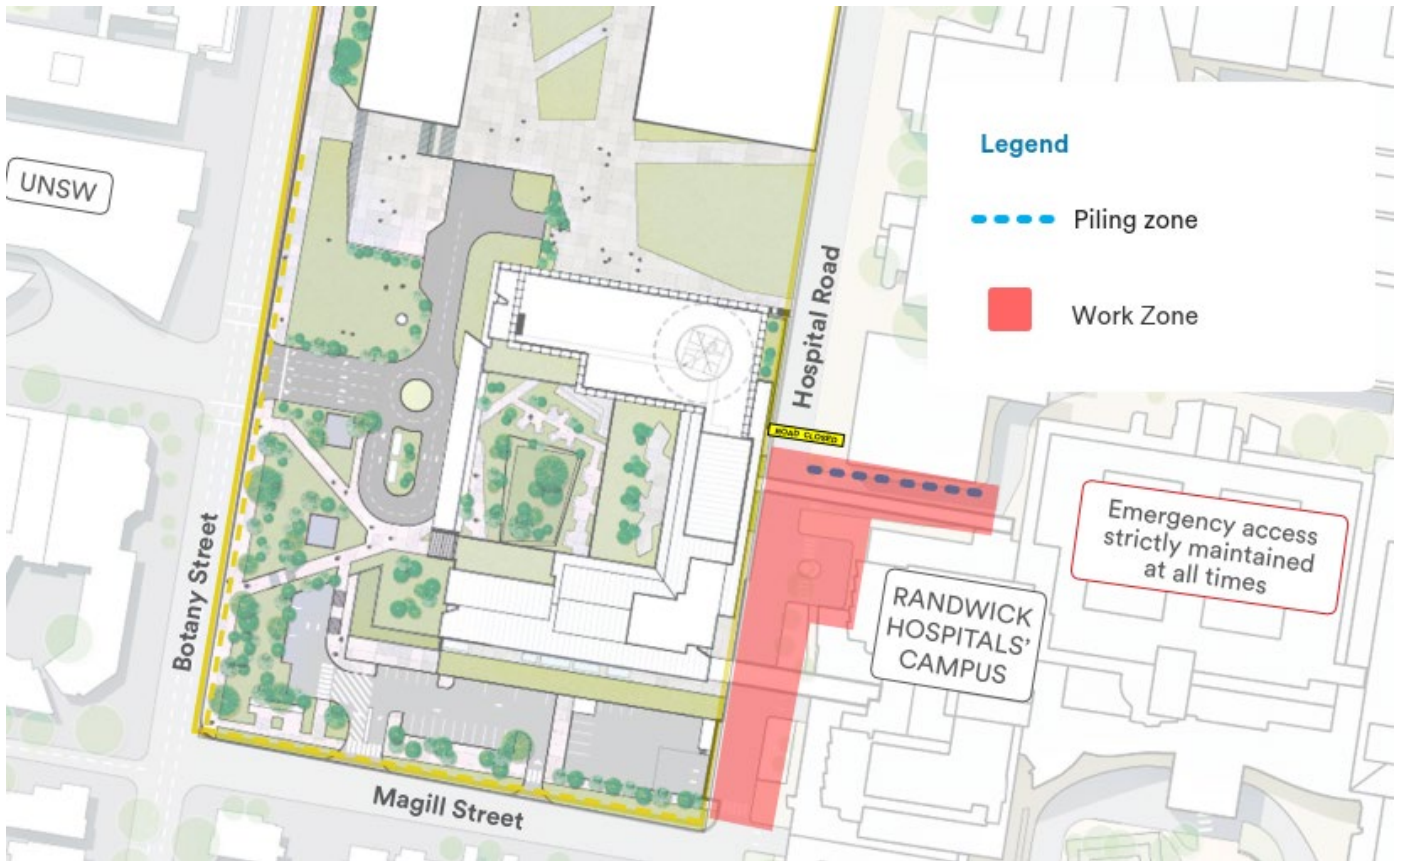 UNSW
Legend
Piling zone
Work Zone
Hospital Road
ROAD CLOSED
Emergency access
strictly maintained
at all times
RANDWICK
HOSPITALS'
CAMPUS
Botany Street
Magill Street